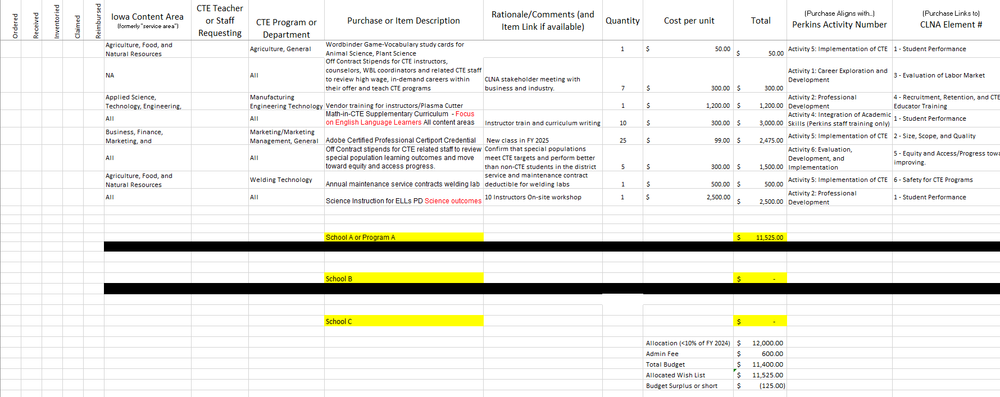 Ordered
Received
Inventoried
Claimed
Reimbursed
Iowa Content Area
(formerly "service area")
CTE Teacher
or Staff
Requesting
CTE Program or
Department
Purchase or Item Description
Rationale/Comments (and
Item Link if available)
Quantity
Cost per unit
Total
(Purchase Aligns with...)
Perkins Activity Number
(Purchase Links to)
CLNA Element #
Agriculture, Food, and
Natural Resources
Agriculture, General
Wordbinder Game-Vocabulary study cards for
Animal Science, Plant Science
1
$ 50.00
$ 50.00
Activity 5: Implementation of CTE
1 - Student Performance
NA
All
Off Contract Stipends for CTE instructors,
counselors, WBL coordinators and related CTE staff
to review high wage, in-demand careers within
their offer and teach CTE programs
CLNA stakeholder meeting with
business and industry.
7
$ 300.00
$ 300.00
Activity 1: Career Exploration and
Development
3 - Evaluation of Labor Market
Applied Science,
Technology, Engineering,
Manufacturing
Engineering Technology
Vendor training for instructors/Plasma Cutter
1
$ 1,200.00
$ 1,200.00
Activity 2: Professional
Development
4 - Recruitment, Retention, and CTE
Educator Training
All
All
Math-in-CTE Supplementary Curriculum - Focus
on English Language Learners All content areas
Instructor train and curriculum writing
10
$ 300.00
$ 3,000.00
Activity 4: Integration of Academic
Skills (Perkins staff training only)
1 - Student Performance
Business, Finance,
Marketing, and
Marketing/Marketing
Management, General
Adobe Certified Professional Certiport Credential
New class in FY 2025
25
$ 99.00
$ 2,475.00
Activity 5: Implementation of CTE
2 - Size, Scope, and Quality
All
All
Off Contract stipends for CTE related staff to review
special population learning outcomes and move
toward equity and access progress.
Confirm that special populations
meet CTE targets and perform better
than non-CTE students in the district
5
$ 300.00
$ 1,500.00
Activity 6: Evaluation,
Development, and
Implementation
5 - Equity and Access/Progress towa
improving.
Agriculture, Food, and
Natural Resources
Welding Technology
Annual maintenance service contracts welding lab
service and maintenance contract
deductible for welding labs
1
$ 500.00
$ 500.00
Activity 5: Implementation of CTE
6 - Safety for CTE Programs
All
All
Science Instruction for ELLs PD Science outcomes
10 Instructors On-site workshop
1
$ 2,500.00
$ 2,500.00
Activity 2: Professional
Development
1 - Student Performance
School A or Program A
$ 11,525.00
School B
$ -
School C
$ -
Allocation (<10% of FY 2024) $ 12,000.00
Admin Fee $ 600.00
Total Budget $ 11,400.00
Allocated Wish List $ 11,525.00
Budget Surplus or short $ (125.00)